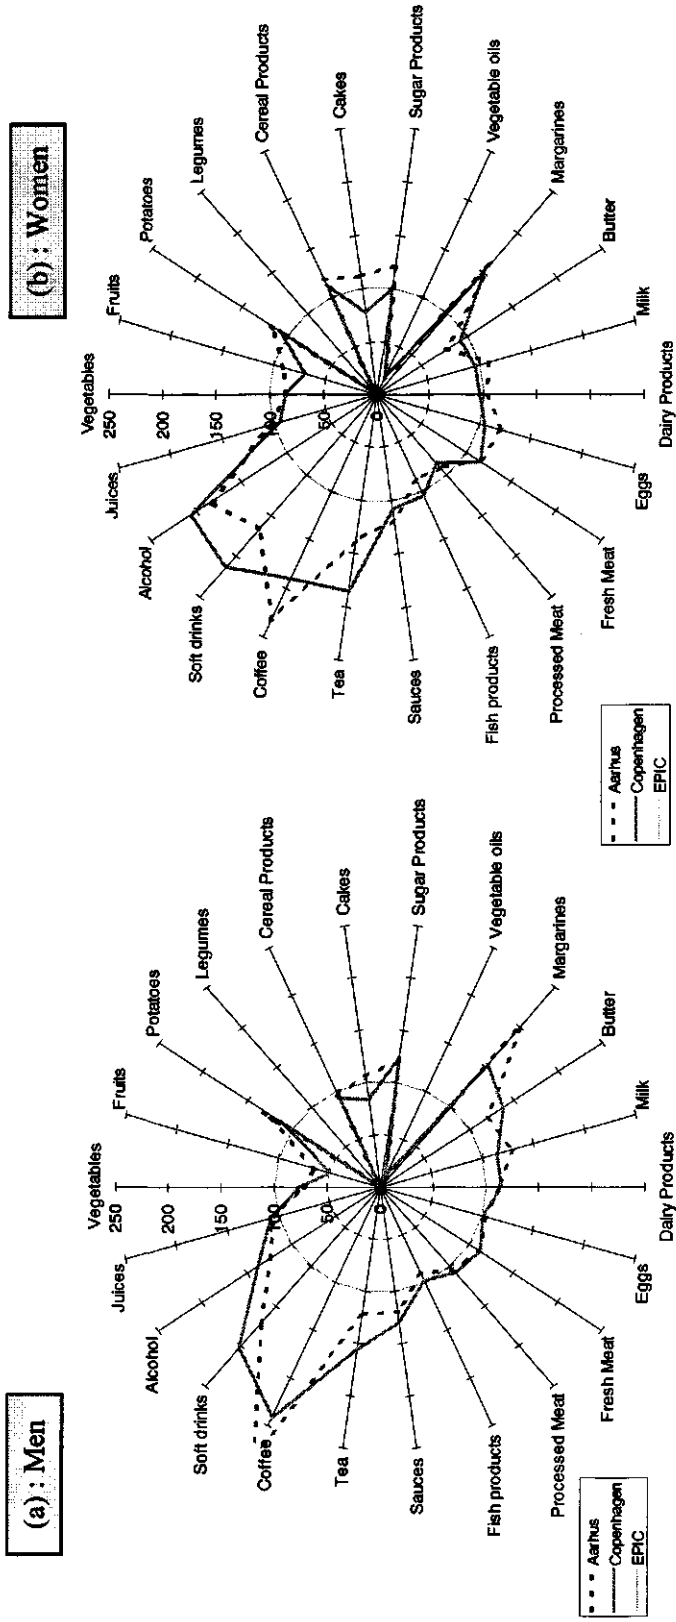 (a) : Men
Vegetables
250
200
150
100
50
0
Fruits
Potatoes
Legumes
Cereal Products
Cakes
Sugar Products
Vegetable oils
Margarines
Butter
Milk
Dairy Products
Eggs
Fresh Meat
Processed Meat
Fish products
Sauces
Tea
Coffee
Soft drinks
Alcohol
Juices
Aarhus
Copenhagen
EPIC
(b) : Women
Vegetables
250
200
150
100
50
0
Fruits
Potatoes
Legumes
Cereal Products
Cakes
Sugar Products
Vegetable oils
Margarines
Butter
Milk
Dairy Products
Eggs
Fresh Meat
Processed Meat
Fish products
Sauces
Tea
Coffee
Soft drinks
Alcohol
Juices
Aarhus
Copenhagen
EPIC